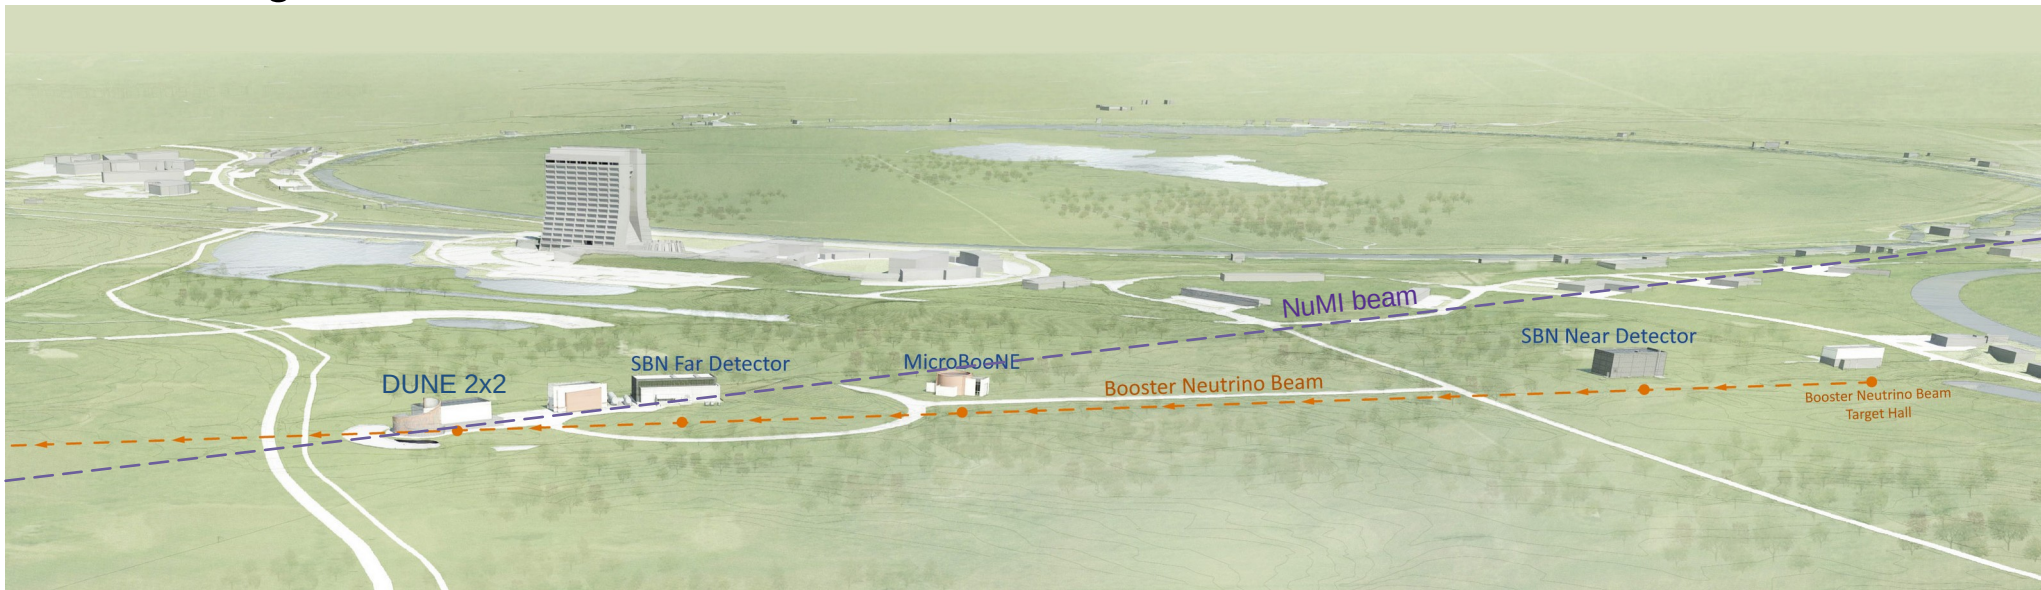 NuMI beam
SBN Near Detector
SBN Far Detector
MicroBooNE
DUNE 2x2
Booster Neutrino Beam
Booster Neutrino Beam
Target Hall